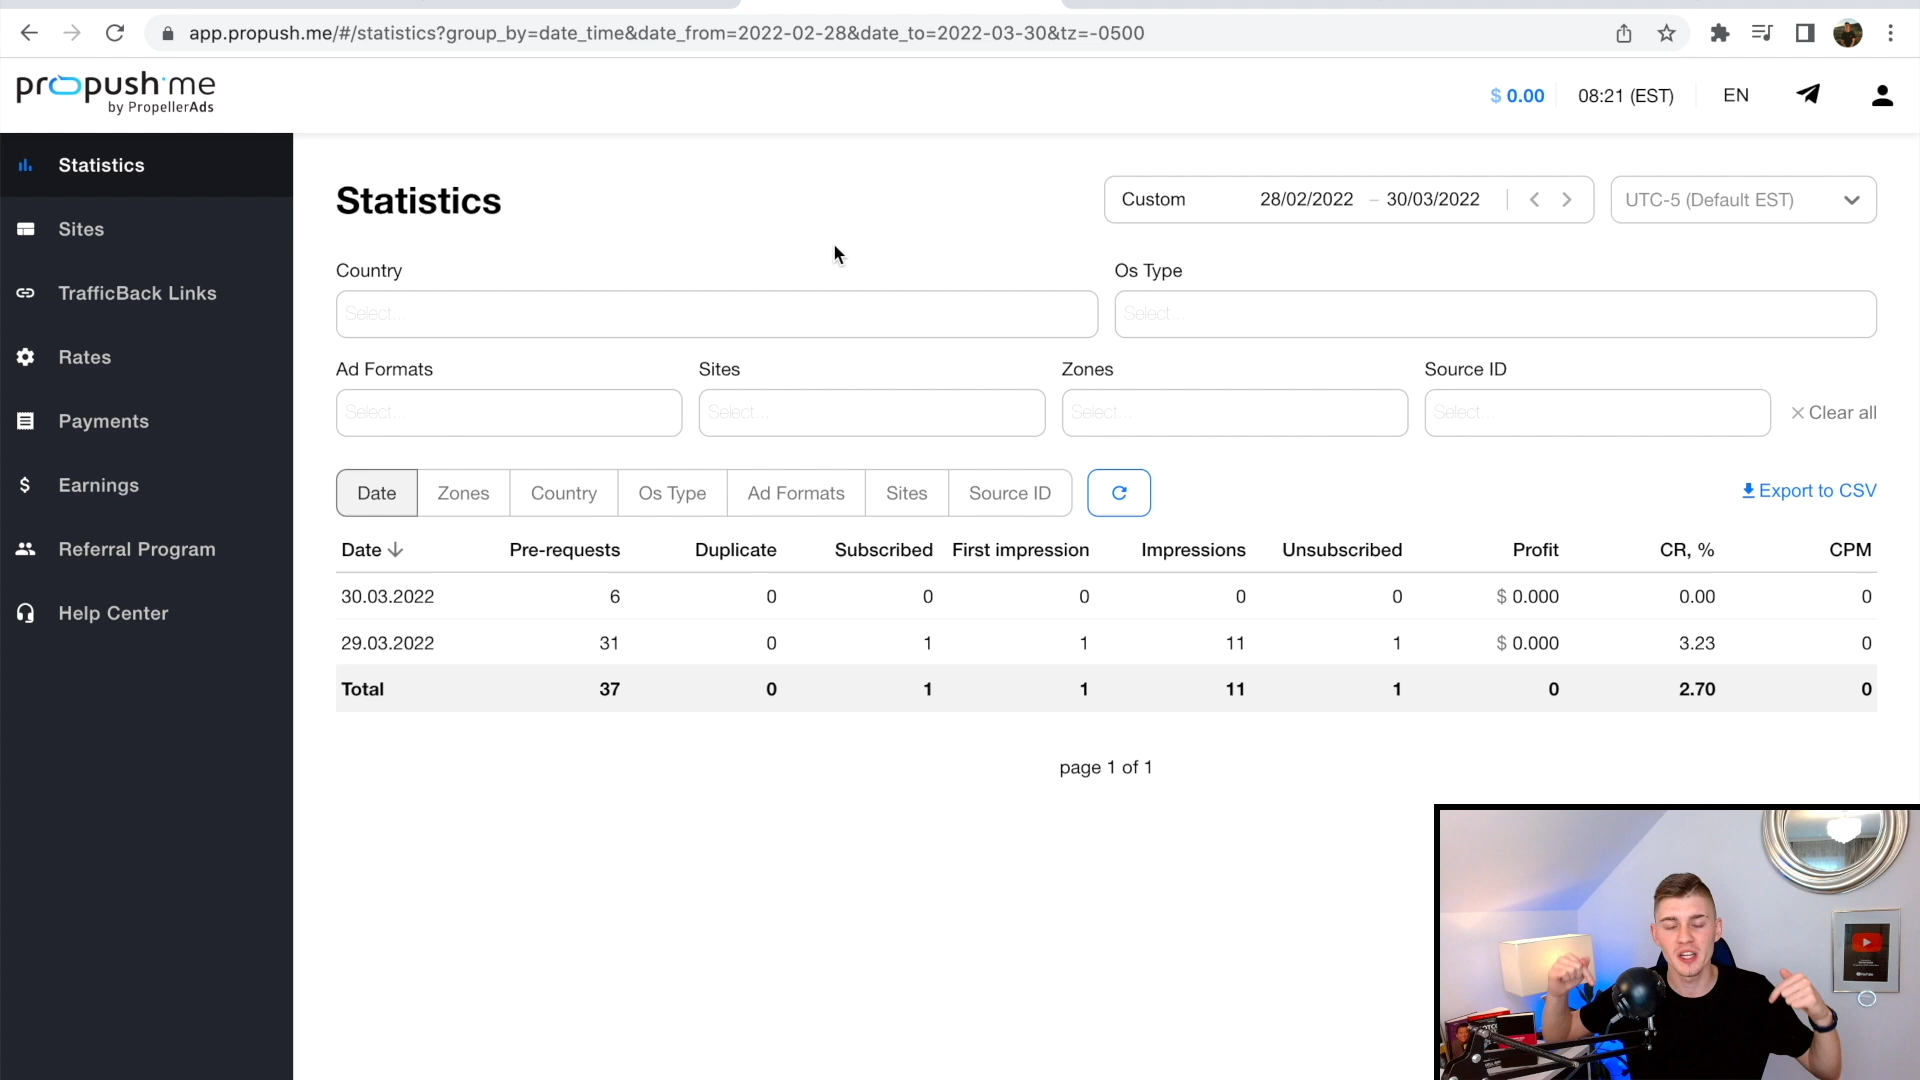 app.propush.me/#/statistics?group_by=date_time&date_from=2022-02-28&date_to=2022-03-30&tz=-0500
propush.me
by PropellerAds
$ 0.00
08:21 (EST)
EN
Statistics
Sites
TrafficBack Links
Rates
Payments
Earnings
Referral Program
Help Center
Statistics
Custom 28/02/2022 – 30/03/2022
UTC-5 (Default EST)
Country Os Type
Select... Select...
Ad Formats Sites Zones Source ID
Select... Select... Select... Select... × Clear all
Date Zones Country Os Type Ad Formats Sites Source ID Export to CSV
Date Pre-requests Duplicate Subscribed First impression Impressions Unsubscribed Profit CR, % CPM
30.03.2022 6 0 0 0 0 0 $ 0.000 0.00 0
29.03.2022 31 0 1 1 11 1 $ 0.000 3.23 0
Total 37 0 1 1 11 1 0 2.70 0
page 1 of 1